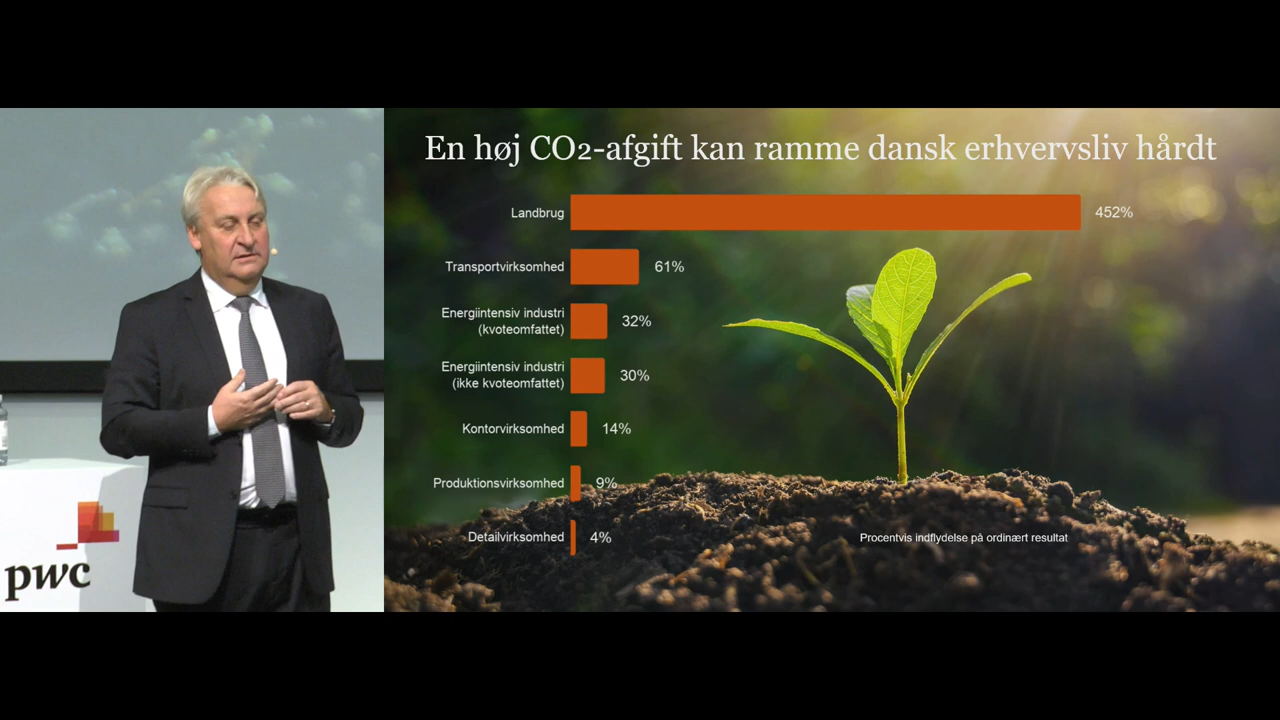 En høj CO2-afgift kan ramme dansk erhvervsliv hårdt
Landbrug
452%
Transportvirksomhed
61%
Energiintensiv industri
(kvoteomfattet)
32%
Energiintensiv industri
(ikke kvoteomfattet)
30%
Kontorvirksomhed
14%
Produktionsvirksomhed
9%
Detailvirksomhed
4%
Procentvis indflydelse på ordinært resultat
pwc